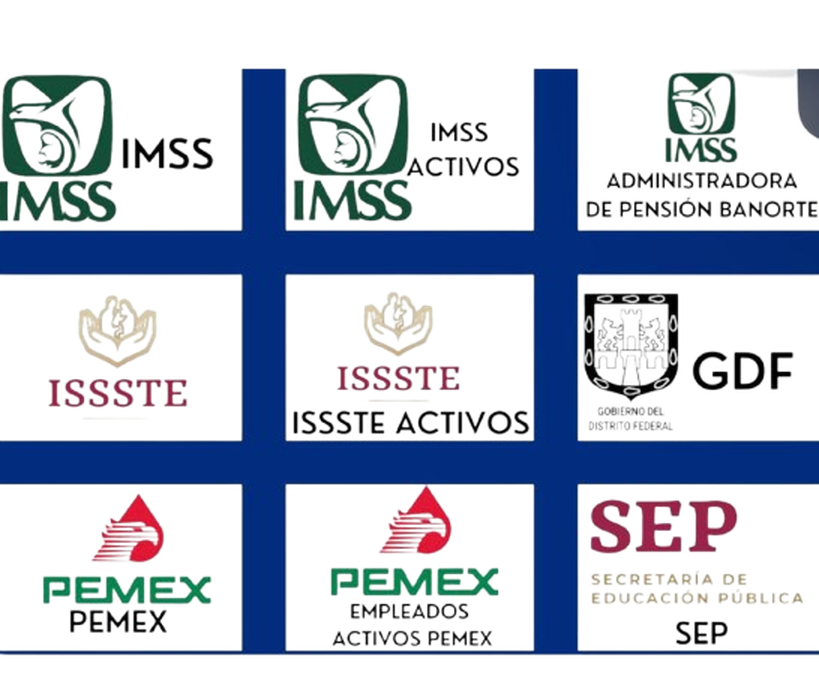 IMSS
IMSS
IMSS
IMSS
ACTIVOS
IMSS
ADMINISTRADORA
DE PENSIÓN BANORTE
ISSSTE
ISSSTE
ISSSTE ACTIVOS
GDF
GOBIERNO DEL
DISTRITO FEDERAL
PEMEX
PEMEX
PEMEX
EMPLEADOS
ACTIVOS PEMEX
SEP
SECRETARÍA DE
EDUCACIÓN PÚBLICA
SEP